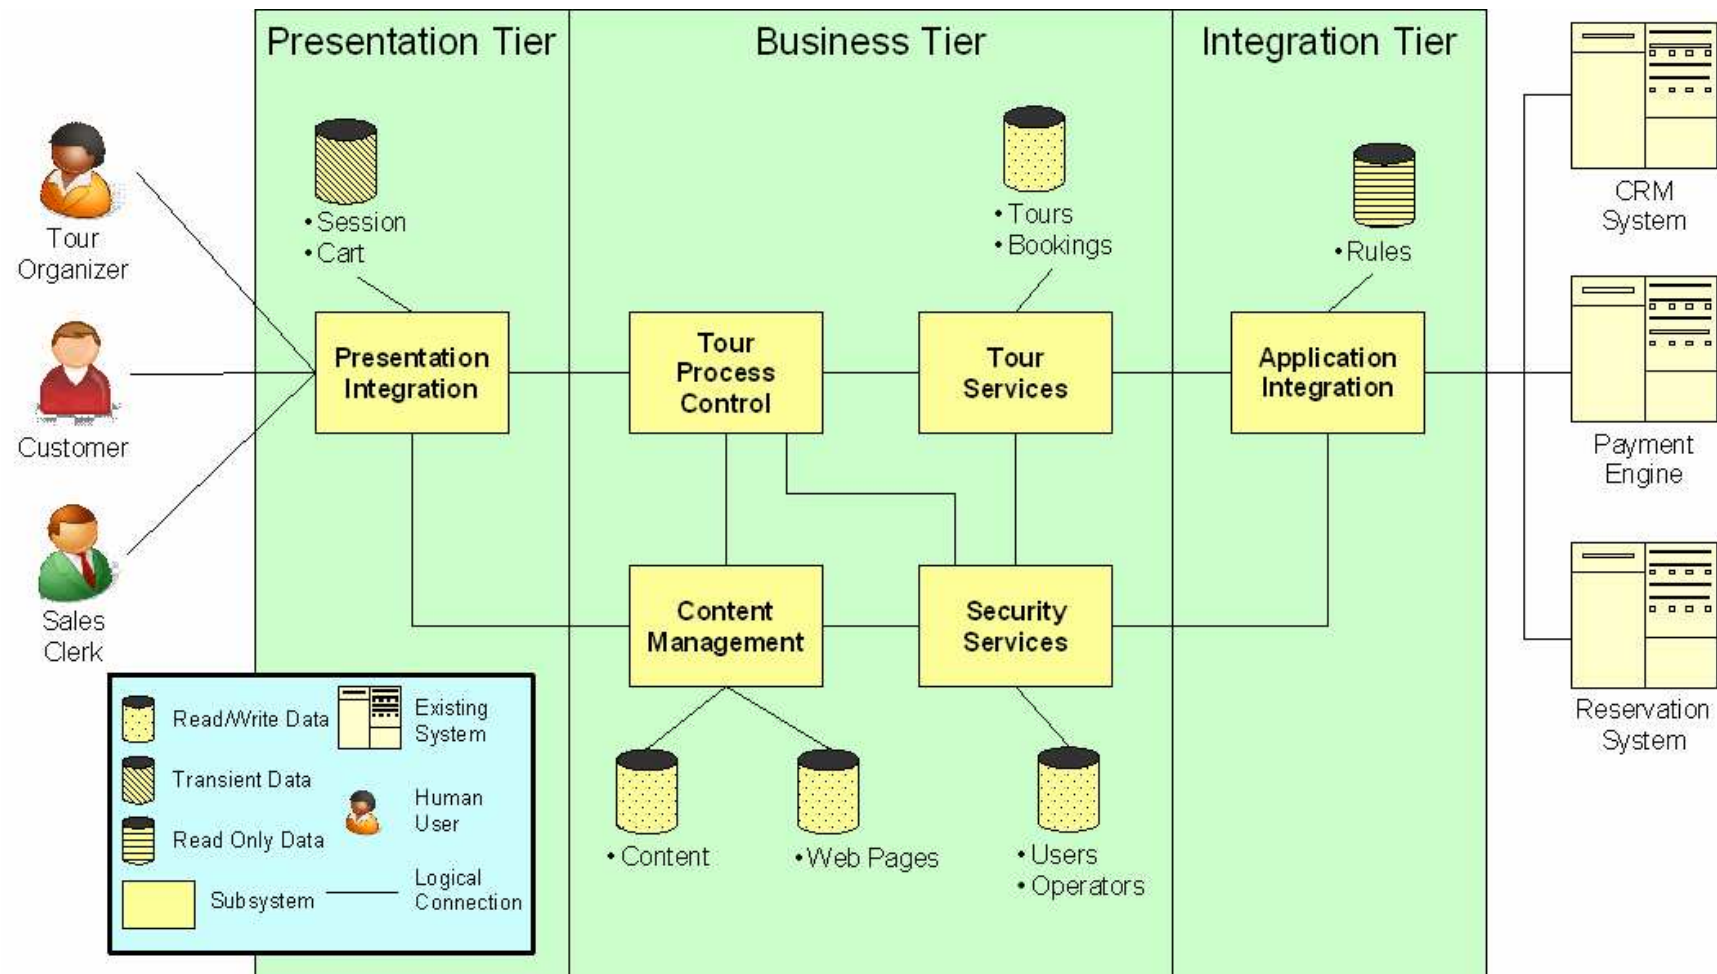 Presentation Tier
Business Tier
Integration Tier
Tour
Organizer
Customer
Sales
Clerk
• Session
• Cart
Presentation
Integration
Tour
Process
Control
• Tours
• Bookings
Tour
Services
• Rules
Application
Integration
Content
Management
Security
Services
• Content
• Web Pages
• Users
• Operators
CRM
System
Payment
Engine
Reservation
System
Read/Write Data
Transient Data
Read Only Data
Subsystem
Existing
System
Human
User
Logical
Connection